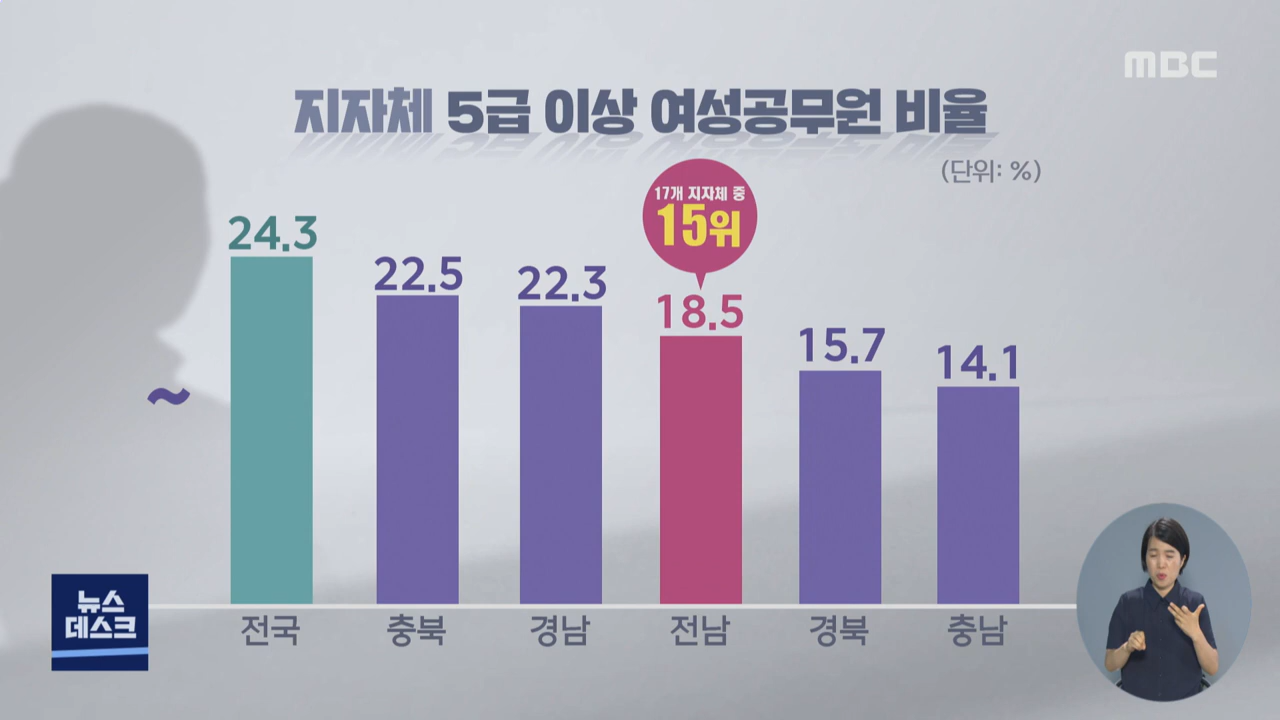 MBC
지자체 5급 이상 여성공무원 비율
(단위: %)
17개 지자체 중
15위
24.3
22.5
22.3
18.5
15.7
14.1
~
전국
충북
경남
전남
경북
충남
뉴스
데스크